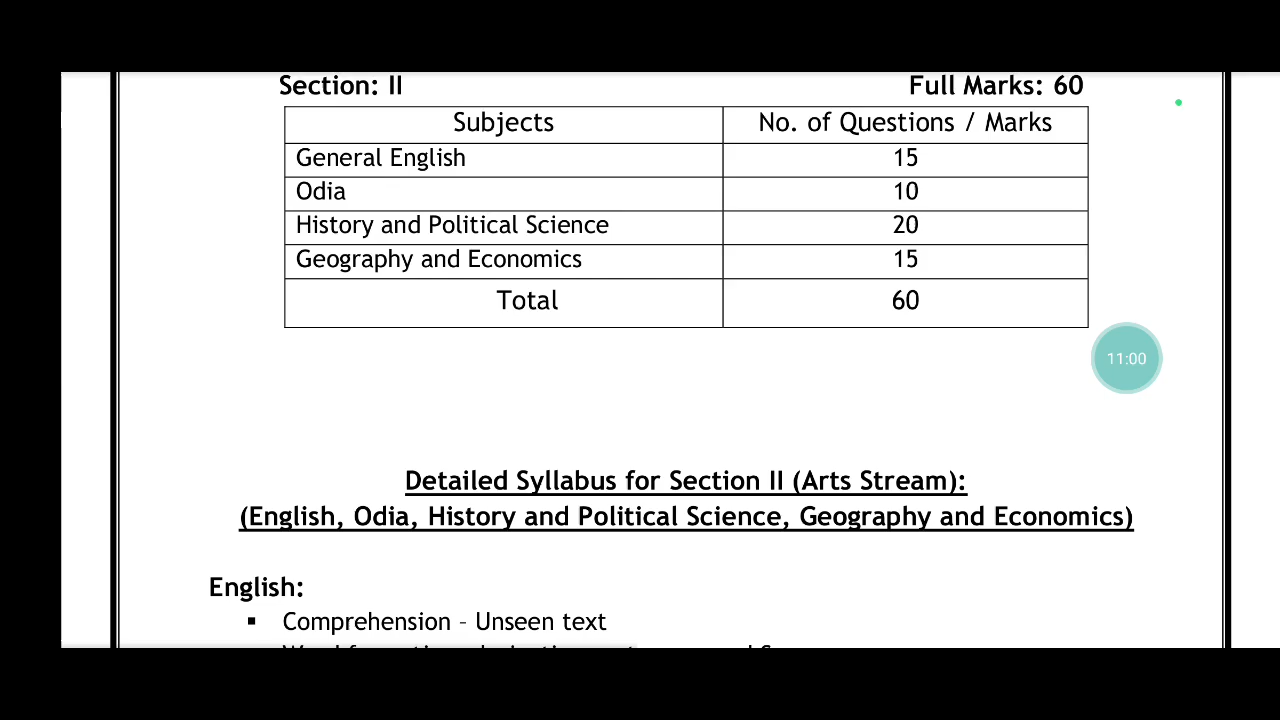 Section: II Full Marks: 60
Subjects No. of Questions / Marks
General English 15
Odia 10
History and Political Science 20
Geography and Economics 15
Total 60
11:00
Detailed Syllabus for Section II (Arts Stream):
(English, Odia, History and Political Science, Geography and Economics)
English:
▪ Comprehension – Unseen text